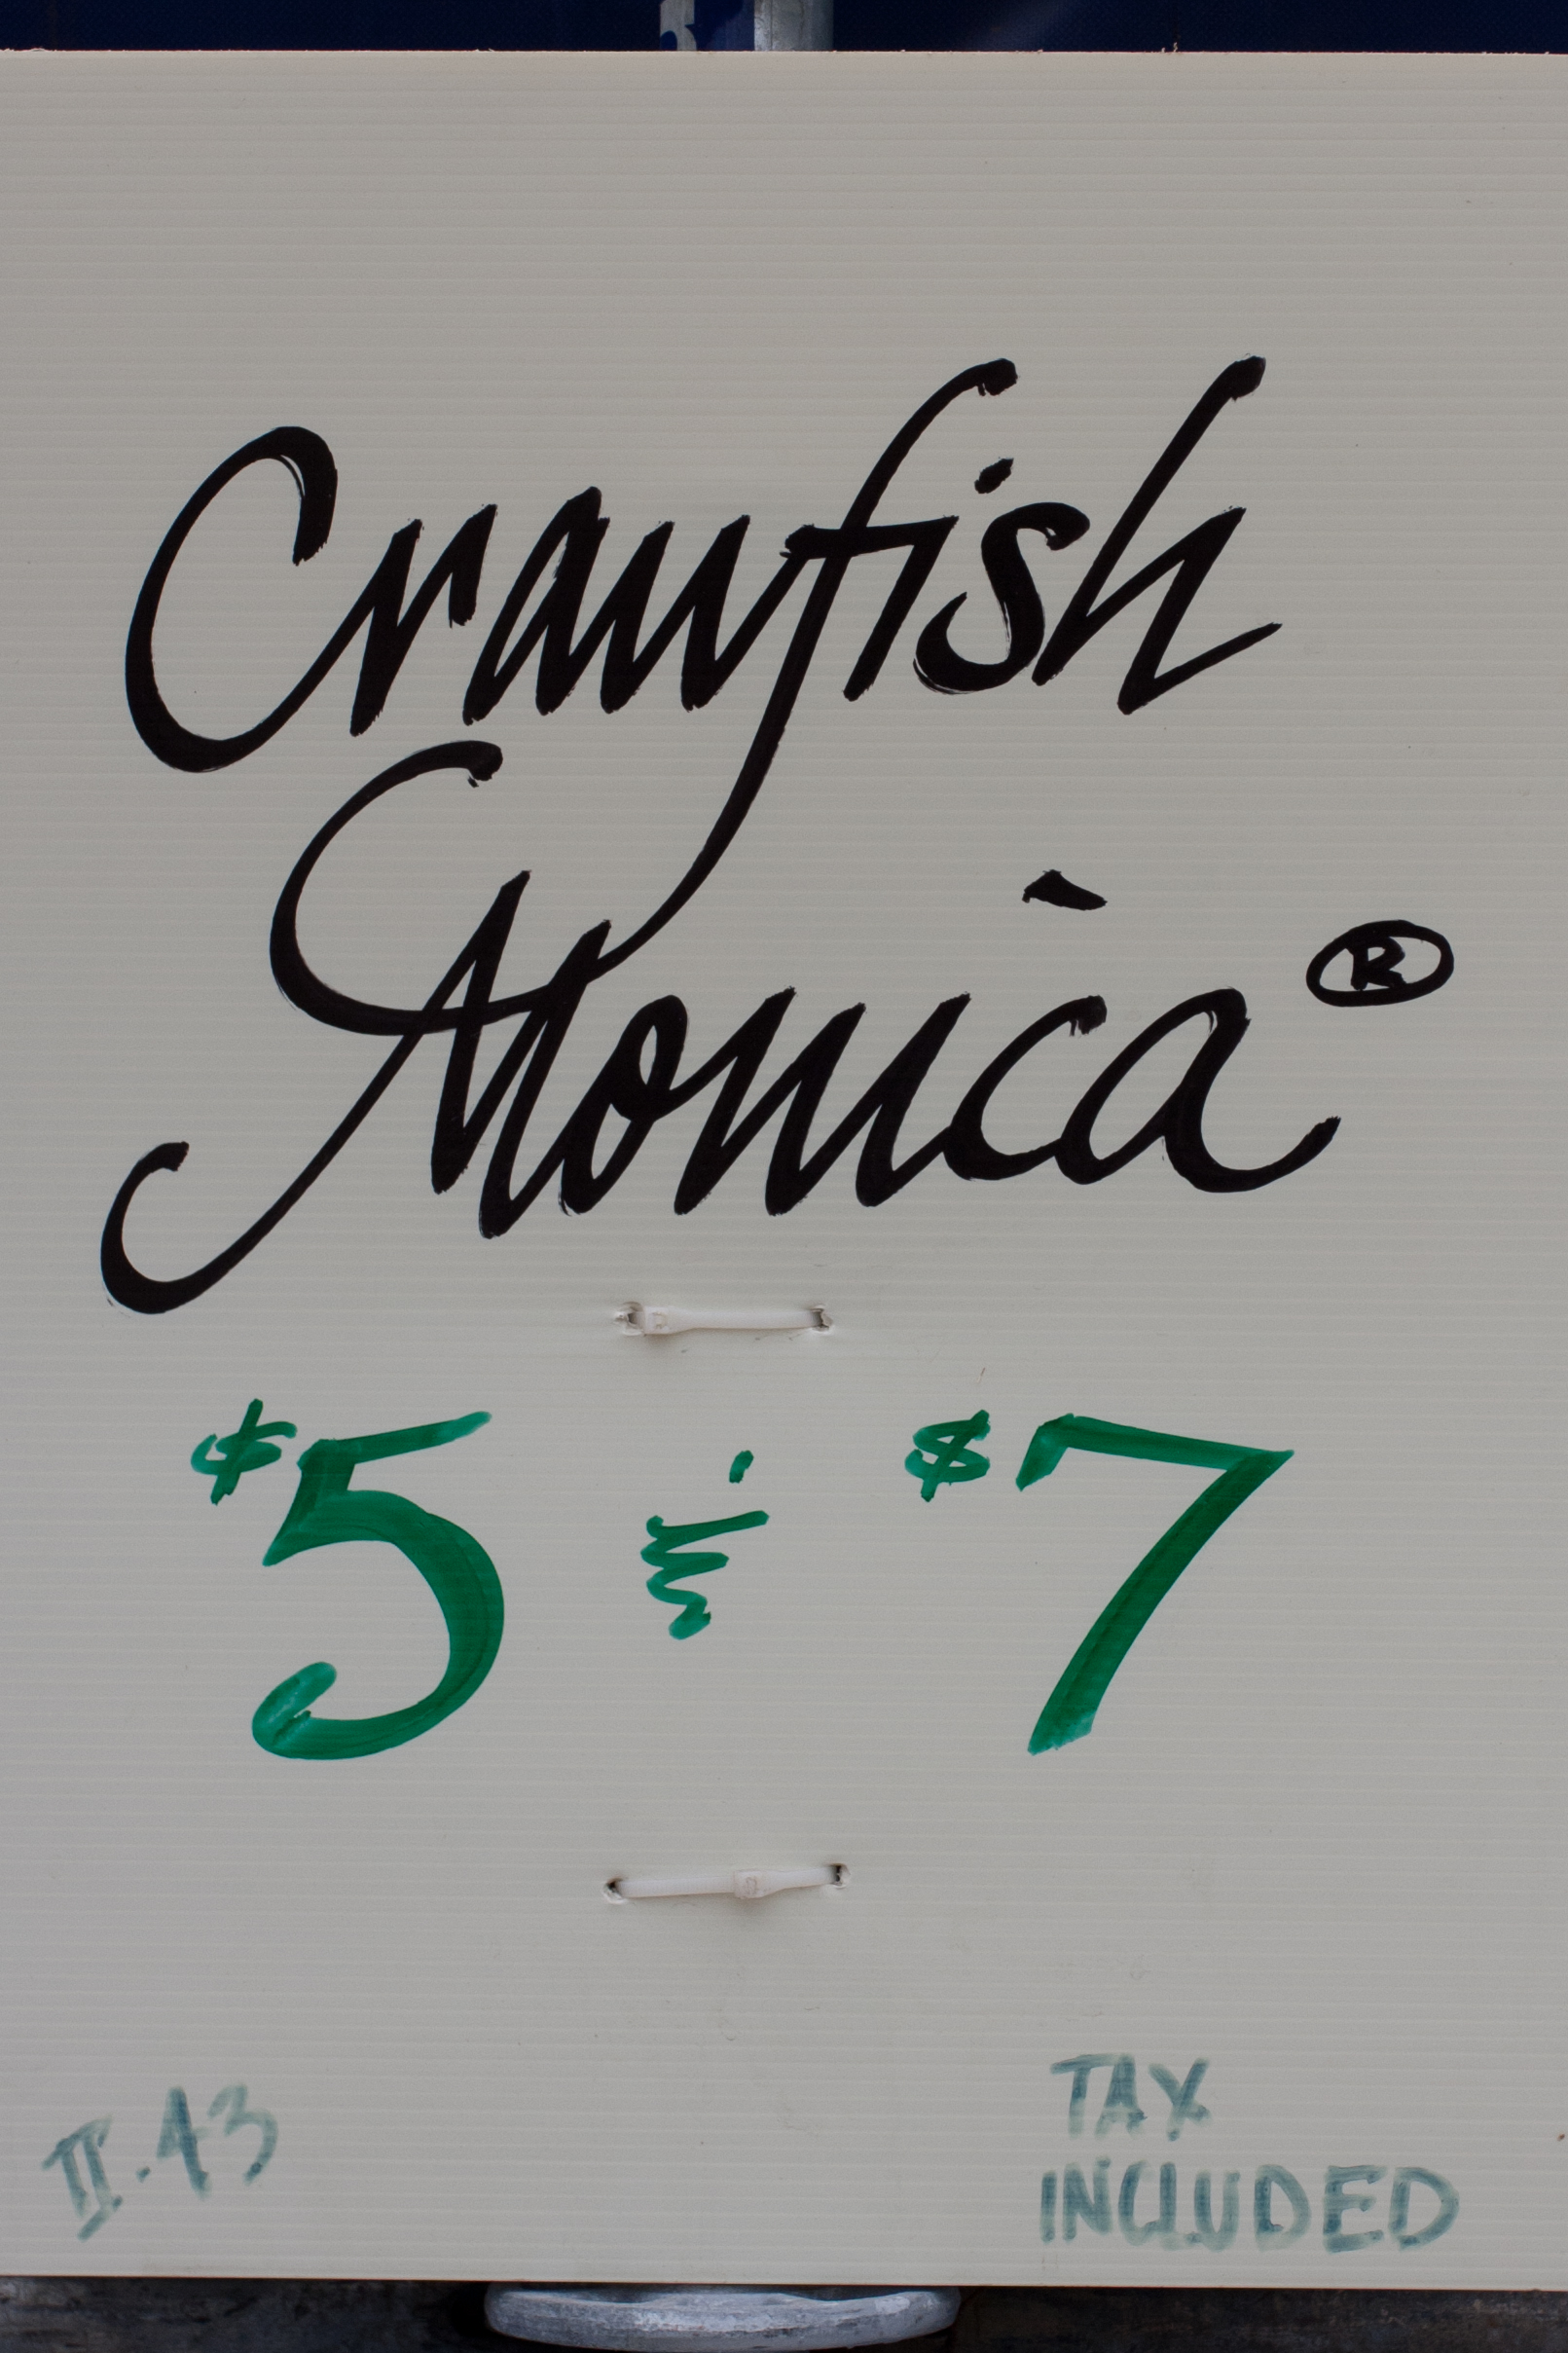 Crawfish
Monica®
$5 & $7
TAX
INCLUDED
II.43